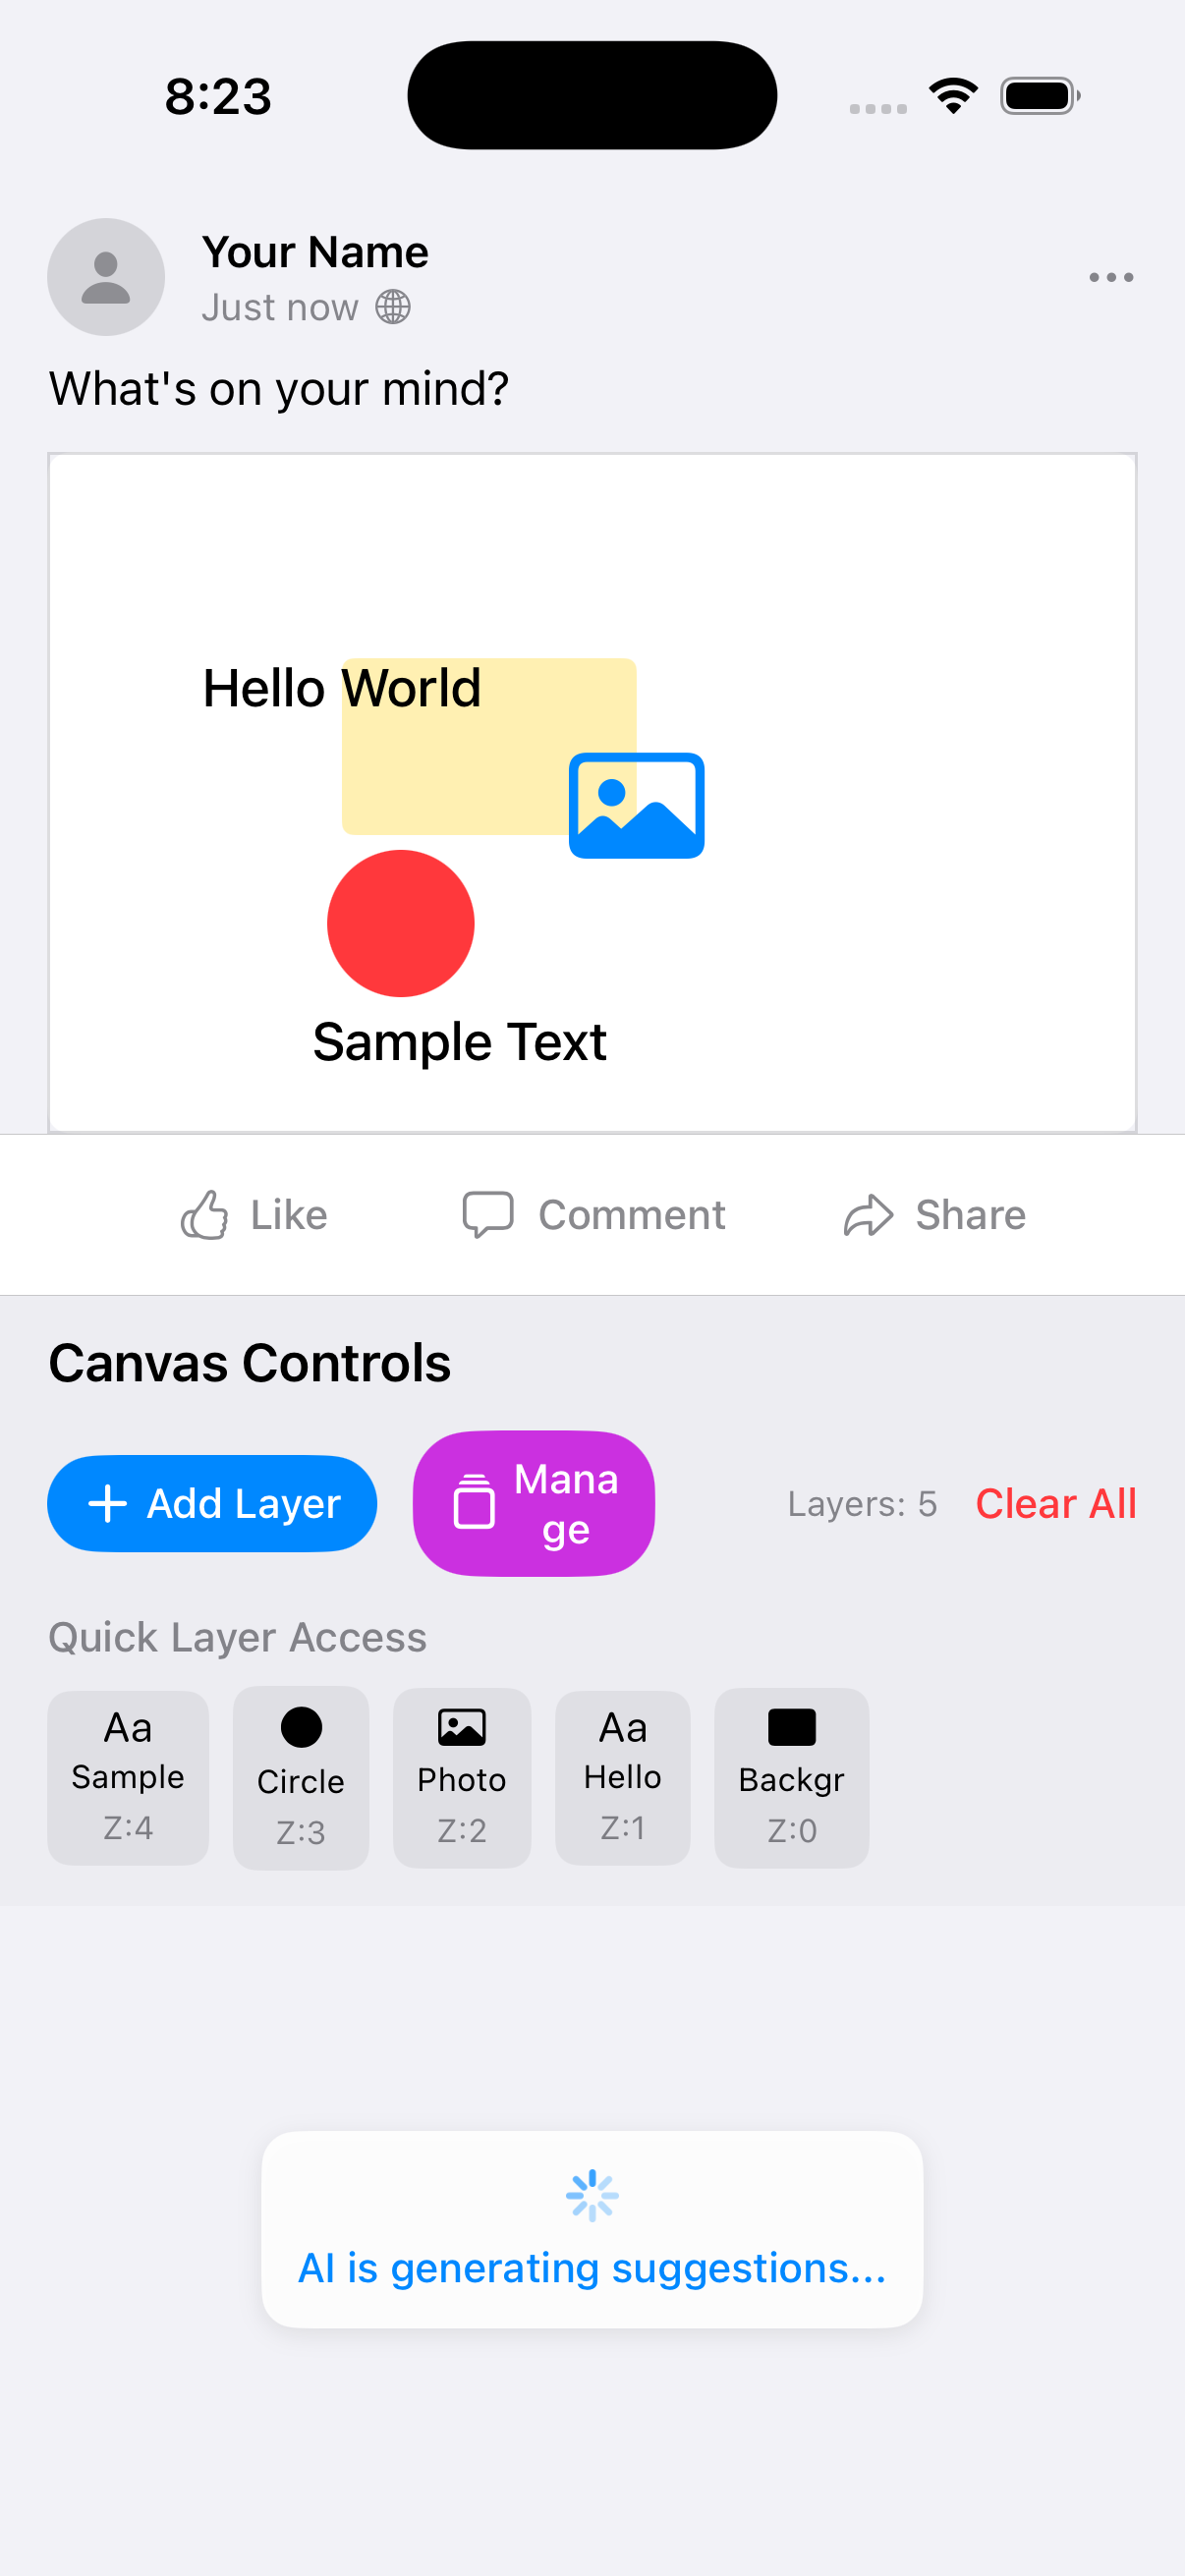 8:23
Your Name
Just now
What's on your mind?
Hello World
Sample Text
Like
Comment
Share
Canvas Controls
Add Layer
Mana
ge
Layers: 5
Clear All
Quick Layer Access
Aa
Sample
Z:4
Circle
Z:3
Photo
Z:2
Aa
Hello
Z:1
Backgr
Z:0
AI is generating suggestions...